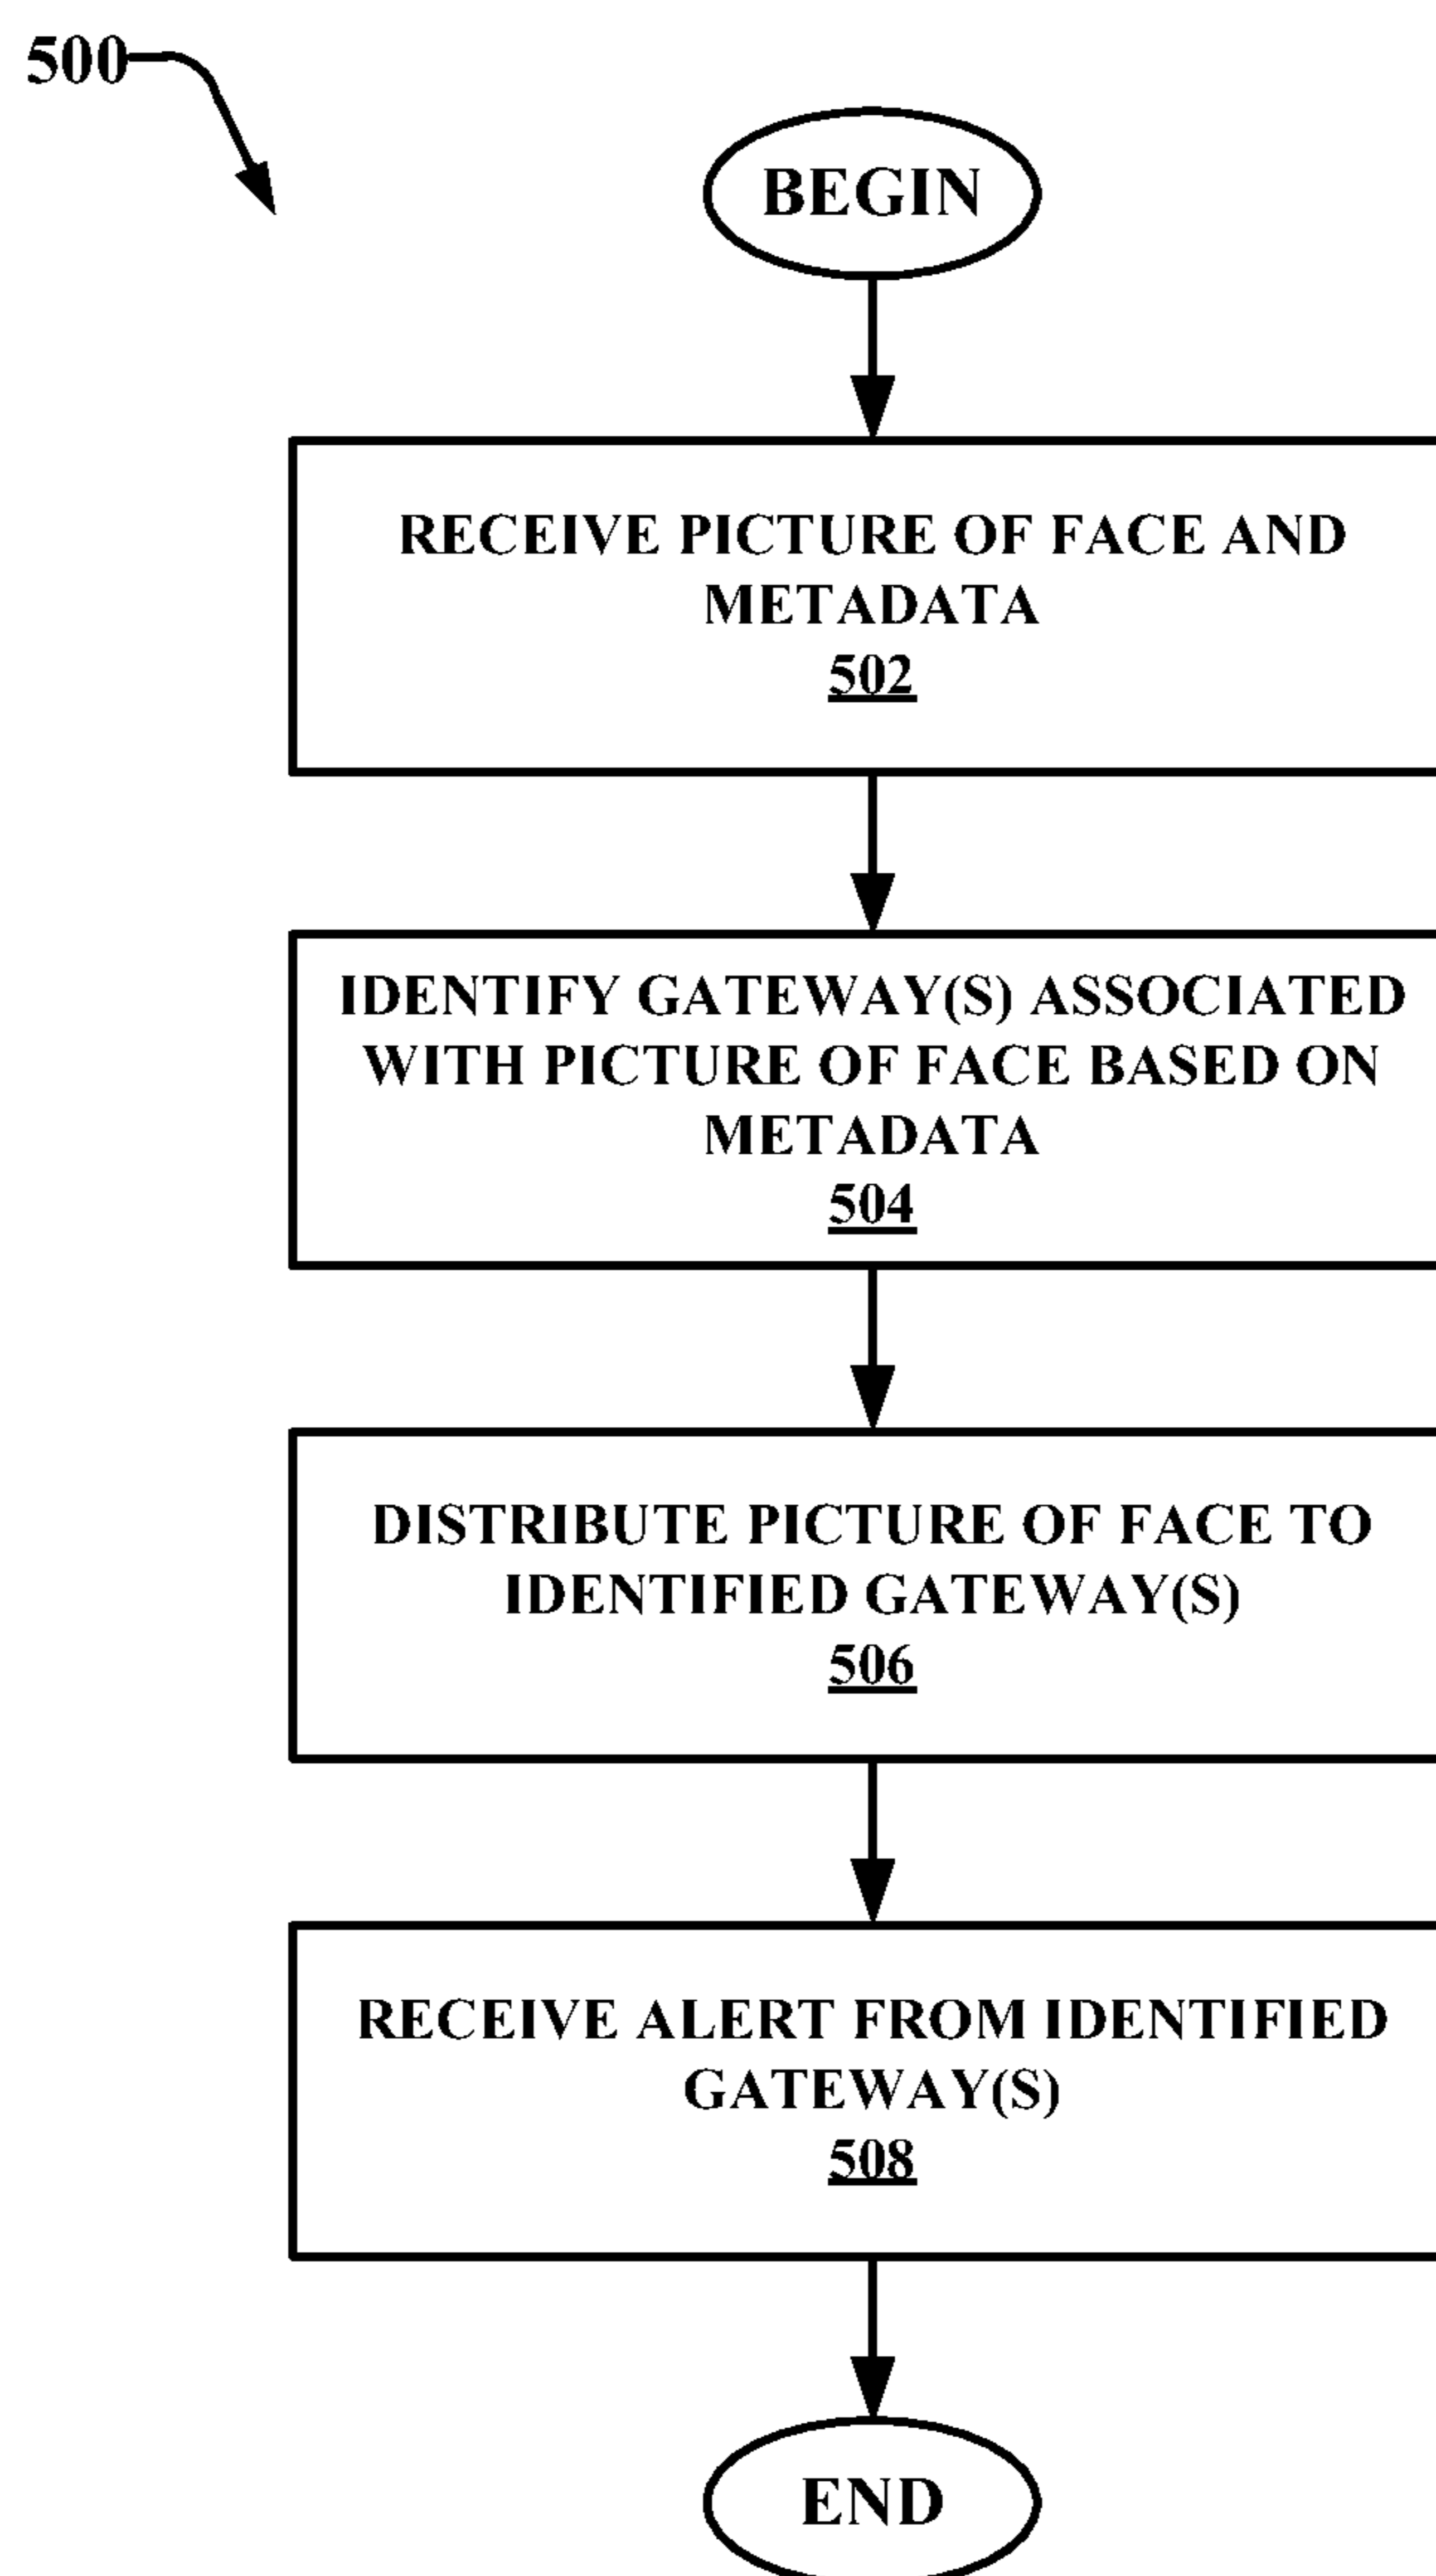 500
BEGIN
RECEIVE PICTURE OF FACE AND
METADATA
502
IDENTIFY GATEWAY(S) ASSOCIATED
WITH PICTURE OF FACE BASED ON
METADATA
504
DISTRIBUTE PICTURE OF FACE TO
IDENTIFIED GATEWAY(S)
506
RECEIVE ALERT FROM IDENTIFIED
GATEWAY(S)
508
END